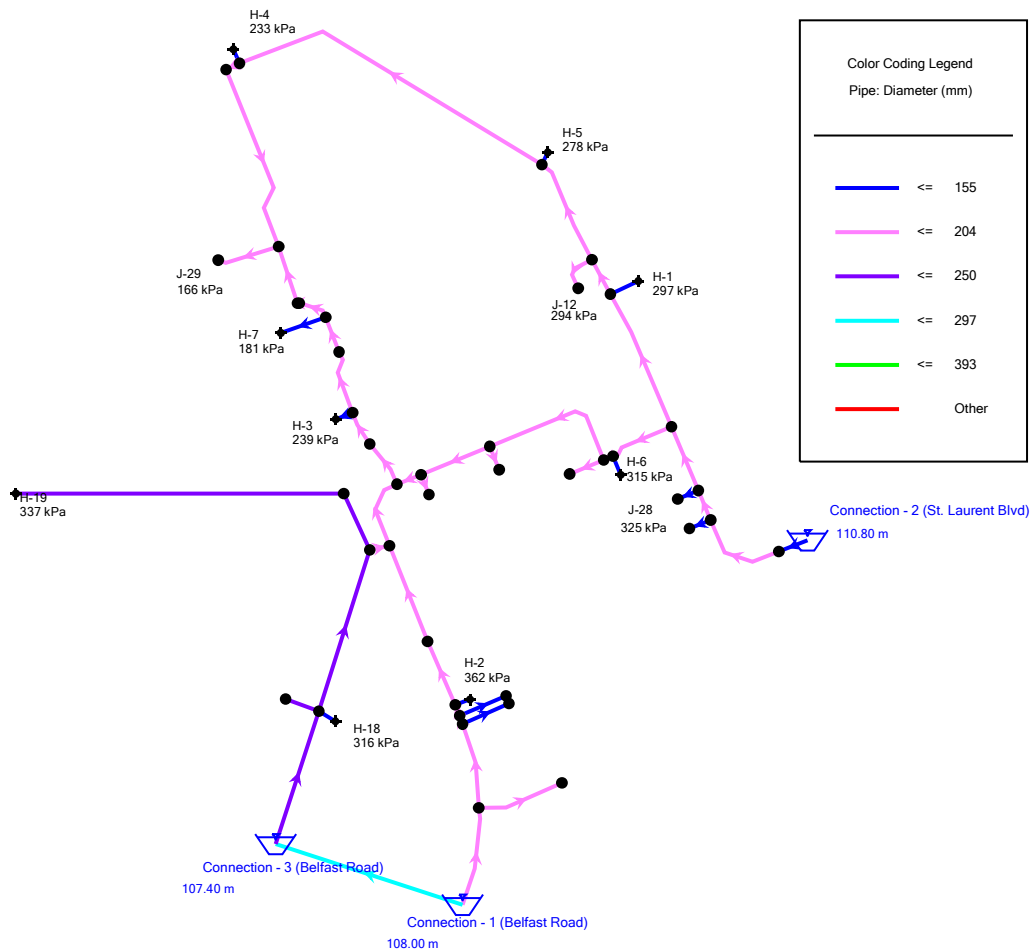 H-4
233 kPa
Color Coding Legend
Pipe: Diameter (mm)
<= 155
<= 204
<= 250
<= 297
<= 393
Other
H-5
278 kPa
J-29
166 kPa
H-1
297 kPa
J-12
294 kPa
H-7
181 kPa
H-3
239 kPa
H-6
315 kPa
H-19
337 kPa
J-28
325 kPa
Connection - 2 (St. Laurent Blvd)
110.80 m
H-2
362 kPa
H-18
316 kPa
Connection - 3 (Belfast Road)
107.40 m
Connection - 1 (Belfast Road)
108.00 m